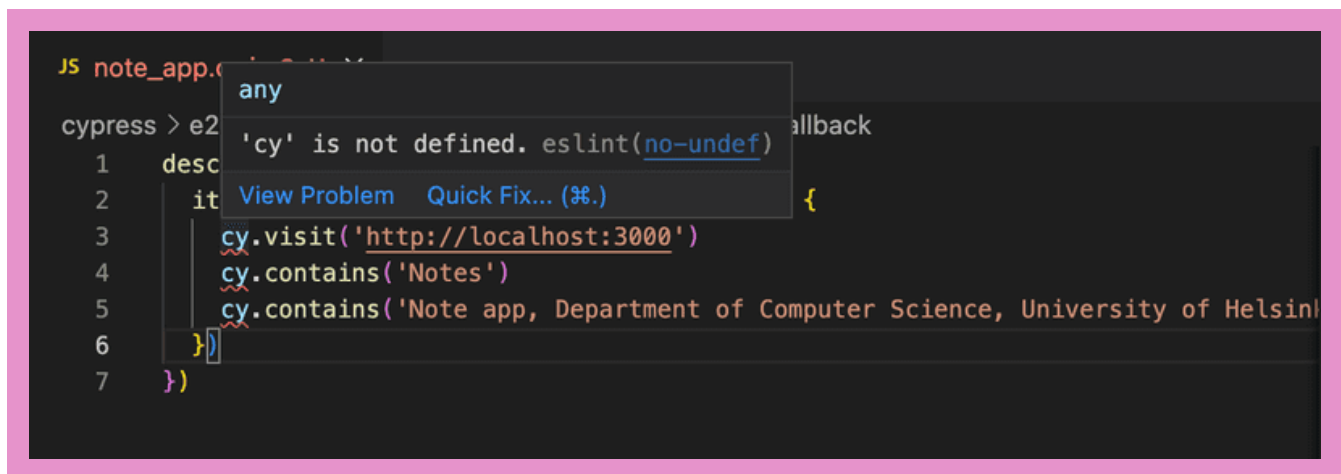 JS note_app.c
any
cypress > e2
allback
'cy' is not defined. eslint(no-undef)
1 desc
View Problem Quick Fix... (⌘.)
2 it {
3 cy.visit('http://localhost:3000')
4 cy.contains('Notes')
5 cy.contains('Note app, Department of Computer Science, University of Helsin
6 })
7 })